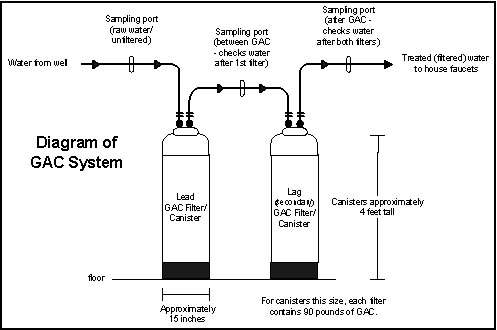 Sampling port
(raw water/
unfiltered)
Sampling port
(between GAC
- checks water
after 1st filter)
Sampling port
(after GAC -
checks water
after both filters)
Water from well
Treated (filtered) water
to house faucets
Diagram of
GAC System
Lead
GAC Filter/
Canister
Lag
(secondary)
GAC Filter/
Canister
Canisters approximately
4 feet tall
floor
Approximately
15 inches
For canisters this size, each filter
contains 90 pounds of GAC.